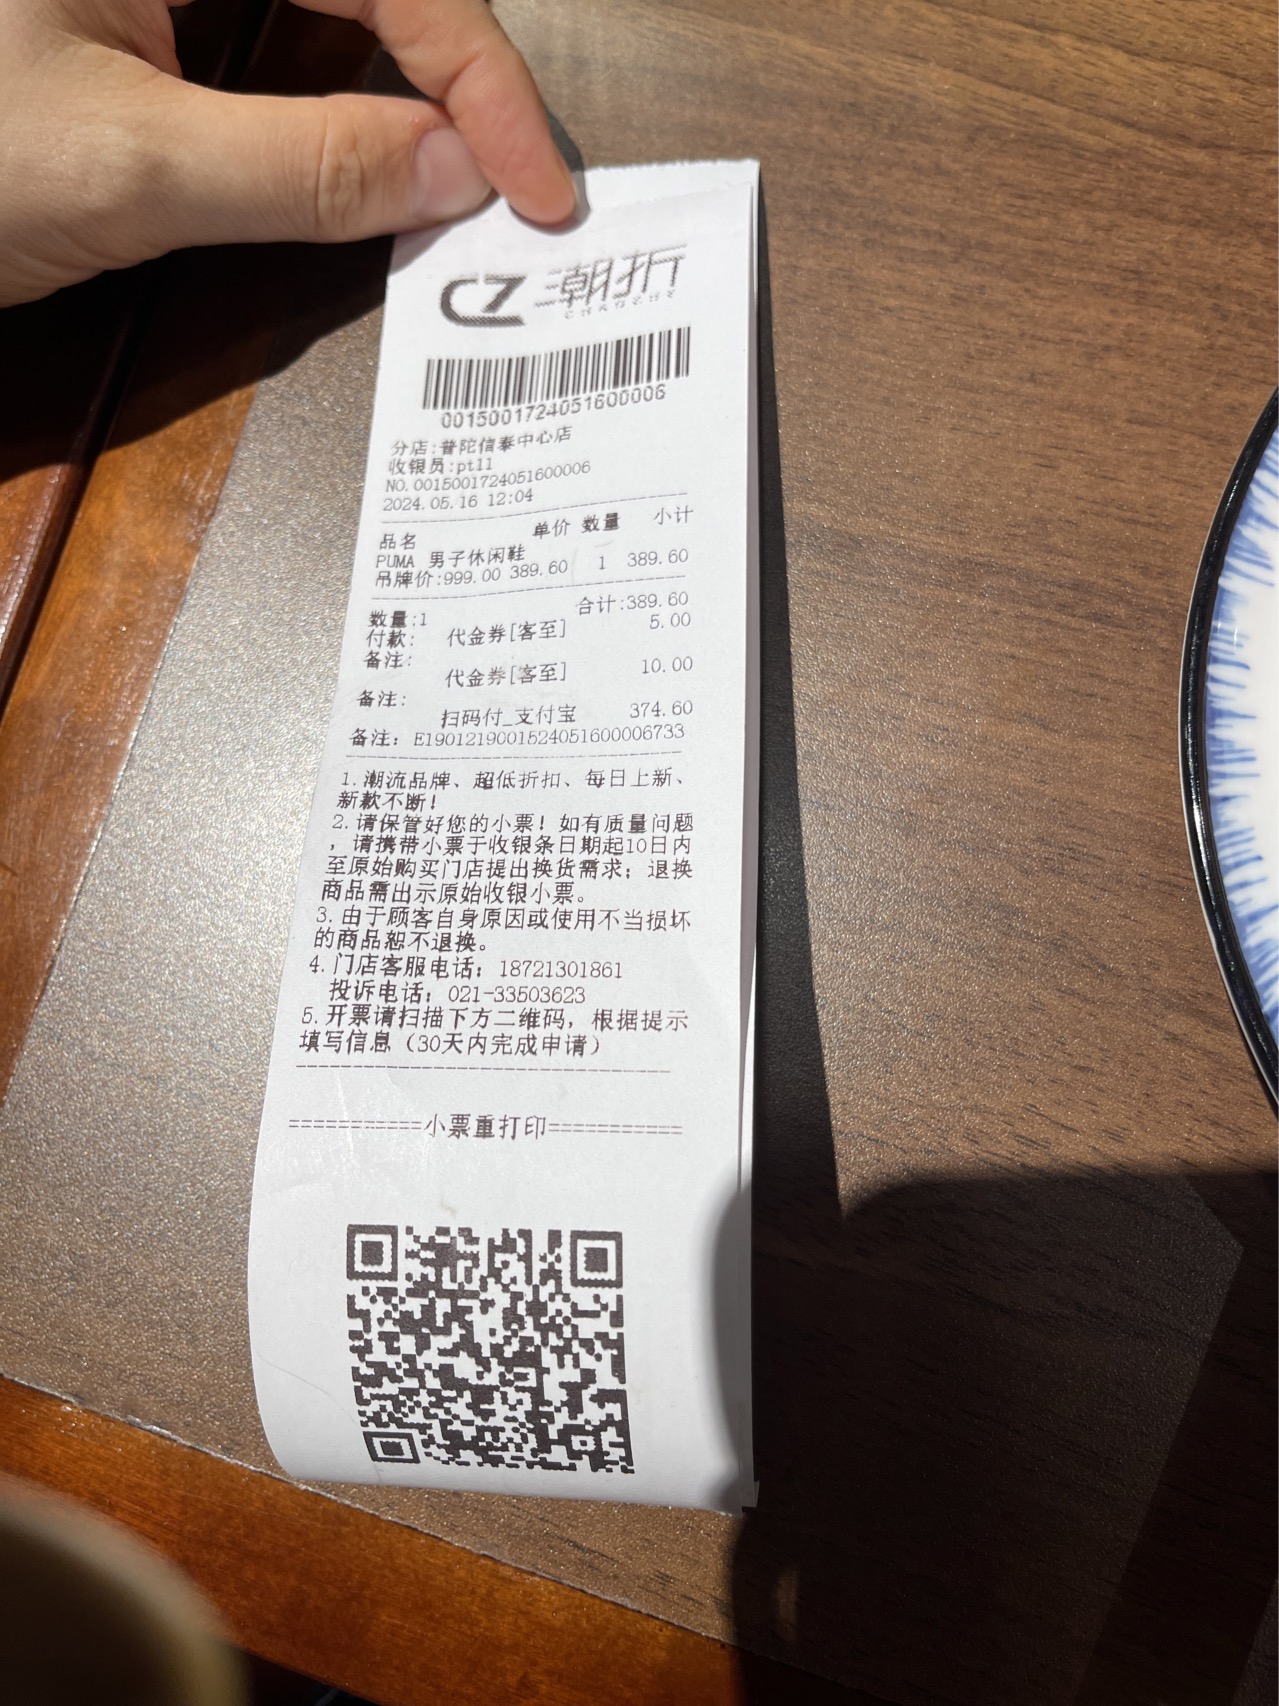 CZ 潮折
CHAOZHE
0015001724051600006
分店:普陀信泰中心店
收银员:pt11
NO.0015001724051600006
2024.05.16 12:04
品名 单价 数量 小计
PUMA 男子休闲鞋
吊牌价:999.00 389.60 1 389.60
数量:1 合计:389.60
付款: 代金券[客至] 5.00
备注:
代金券[客至] 10.00
备注:
扫码付_支付宝 374.60
备注: E1901219001524051600006733
1.潮流品牌、超低折扣、每日上新、
新款不断!
2.请保管好您的小票!如有质量问题
,请携带小票于收银条日期起10日内
至原始购买门店提出换货需求;退换
商品需出示原始收银小票。
3.由于顾客自身原因或使用不当损坏
的商品恕不退换。
4.门店客服电话: 18721301861
投诉电话: 021-33503623
5.开票请扫描下方二维码,根据提示
填写信息(30天内完成申请)
===========小票重打印===========